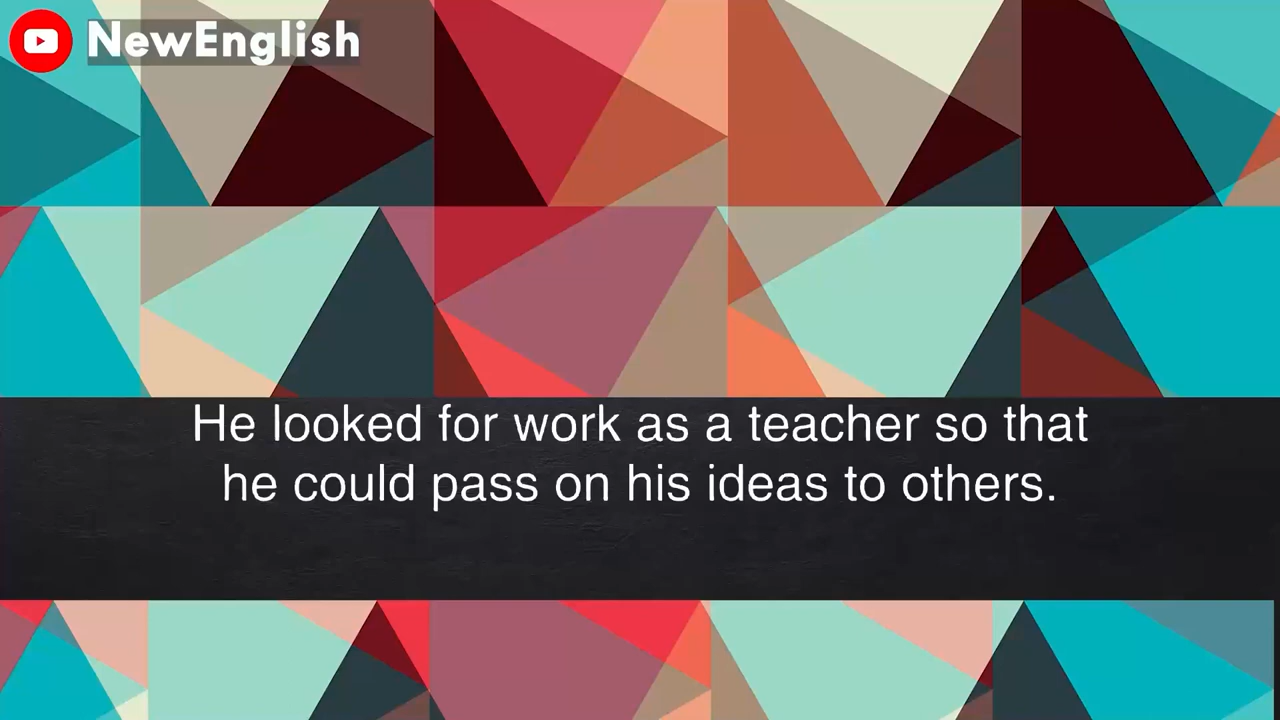 NewEnglish
He looked for work as a teacher so that
he could pass on his ideas to others.